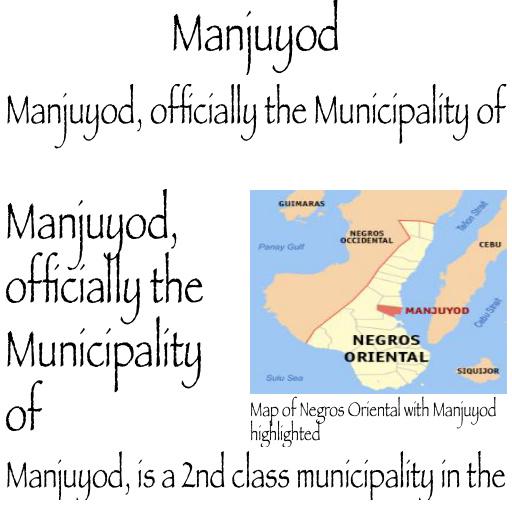 Manjuyod
Manjuyod, officially the Municipality of
Manjuyod,
officially the
Municipality
of
GUIMARAS
NEGROS
OCCIDENTAL
Panay Gulf
Tañon Strait
CEBU
MANJUYOD
Cebu Strait
NEGROS
ORIENTAL
SIQUIJOR
Sulu Sea
Map of Negros Oriental with Manjuyod
highlighted
Manjuyod, is a 2nd class municipality in the